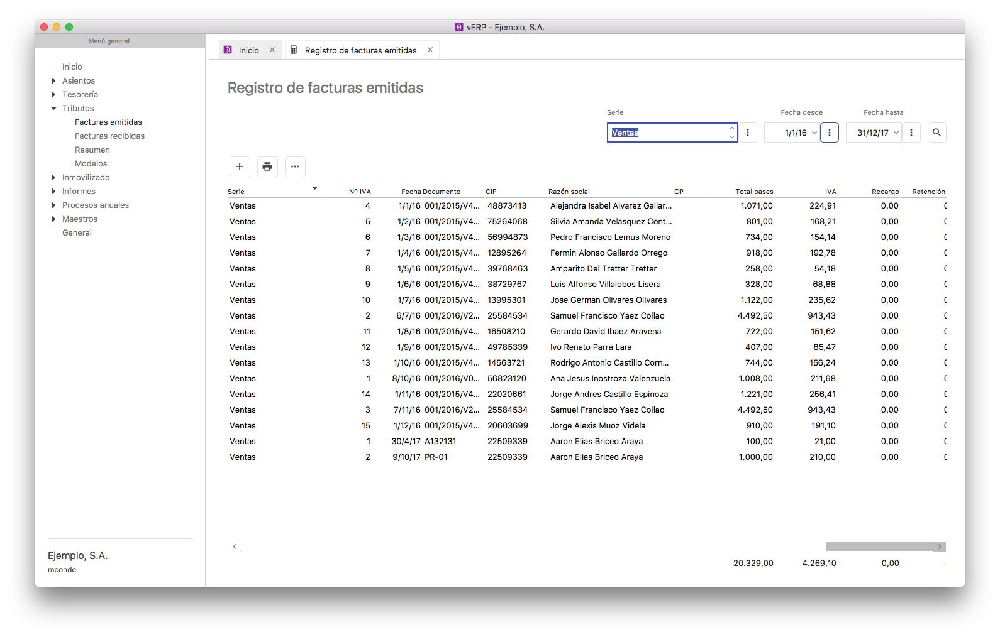 vERP - Ejemplo, S.A.
Menú general
Inicio
Asientos
Tesorería
Tributos
Facturas emitidas
Facturas recibidas
Resumen
Modelos
Inmovilizado
Informes
Procesos anuales
Maestros
General
Ejemplo, S.A.
mconde
Inicio
Registro de facturas emitidas
Registro de facturas emitidas
Serie Fecha desde Fecha hasta
Ventas 1/1/16 31/12/17
Serie Nº IVA Fecha Documento CIF Razón social CP Total bases IVA Recargo Retención
Ventas 4 1/1/16 001/2015/V4... 48873413 Alejandra Isabel Alvarez Gallar... 1.071,00 224,91 0,00
Ventas 5 1/2/16 001/2015/V4... 75264068 Silvia Amanda Velasquez Cont... 801,00 168,21 0,00
Ventas 6 1/3/16 001/2015/V4... 56994873 Pedro Francisco Lemus Moreno 734,00 154,14 0,00
Ventas 7 1/4/16 001/2015/V4... 12895264 Fermin Alonso Gallardo Orrego 918,00 192,78 0,00
Ventas 8 1/5/16 001/2015/V4... 39768463 Amparito Del Tretter Tretter 258,00 54,18 0,00
Ventas 9 1/6/16 001/2015/V4... 38729767 Luis Alfonso Villalobos Lisera 328,00 68,88 0,00
Ventas 10 1/7/16 001/2015/V4... 13995301 Jose German Olivares Olivares 1.122,00 235,62 0,00
Ventas 2 6/7/16 001/2016/V2... 25584534 Samuel Francisco Yaez Collao 4.492,50 943,43 0,00
Ventas 11 1/8/16 001/2015/V4... 16508210 Gerardo David Ibaez Aravena 722,00 151,62 0,00
Ventas 12 1/9/16 001/2015/V4... 49785339 Ivo Renato Parra Lara 407,00 85,47 0,00
Ventas 13 1/10/16 001/2015/V4... 14563721 Rodrigo Antonio Castillo Corn... 744,00 156,24 0,00
Ventas 1 8/10/16 001/2016/V0... 56823120 Ana Jesus Inostroza Valenzuela 1.008,00 211,68 0,00
Ventas 14 1/11/16 001/2015/V4... 22020661 Jorge Andres Castillo Espinoza 1.221,00 256,41 0,00
Ventas 3 7/11/16 001/2016/V2... 25584534 Samuel Francisco Yaez Collao 4.492,50 943,43 0,00
Ventas 15 1/12/16 001/2015/V4... 20603699 Jorge Alexis Muoz Videla 910,00 191,10 0,00
Ventas 1 30/4/17 A132131 22509339 Aaron Elias Briceo Araya 100,00 21,00 0,00
Ventas 2 9/10/17 PR-01 22509339 Aaron Elias Briceo Araya 1.000,00 210,00 0,00
20.329,00 4.269,10 0,00